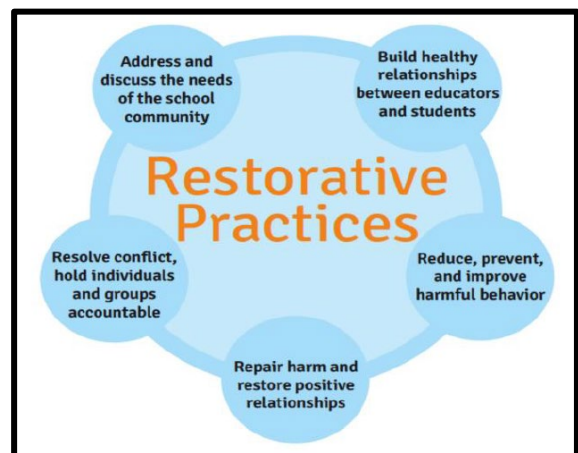 Address and
discuss the needs
of the school
community
Build healthy
relationships
between educators
and students
Restorative
Practices
Resolve conflict,
hold individuals
and groups
accountable
Reduce, prevent,
and improve
harmful behavior
Repair harm and
restore positive
relationships